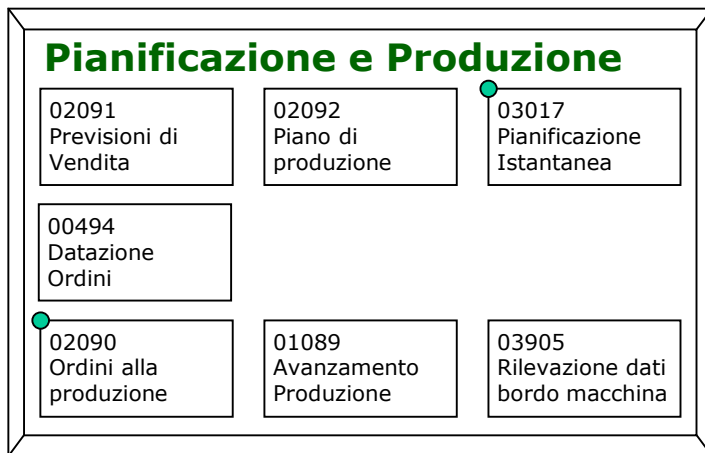 Pianificazione e Produzione
02091
Previsioni di
Vendita
02092
Piano di
produzione
03017
Pianificazione
Istantanea
00494
Datazione
Ordini
02090
Ordini alla
produzione
01089
Avanzamento
Produzione
03905
Rilevazione dati
bordo macchina